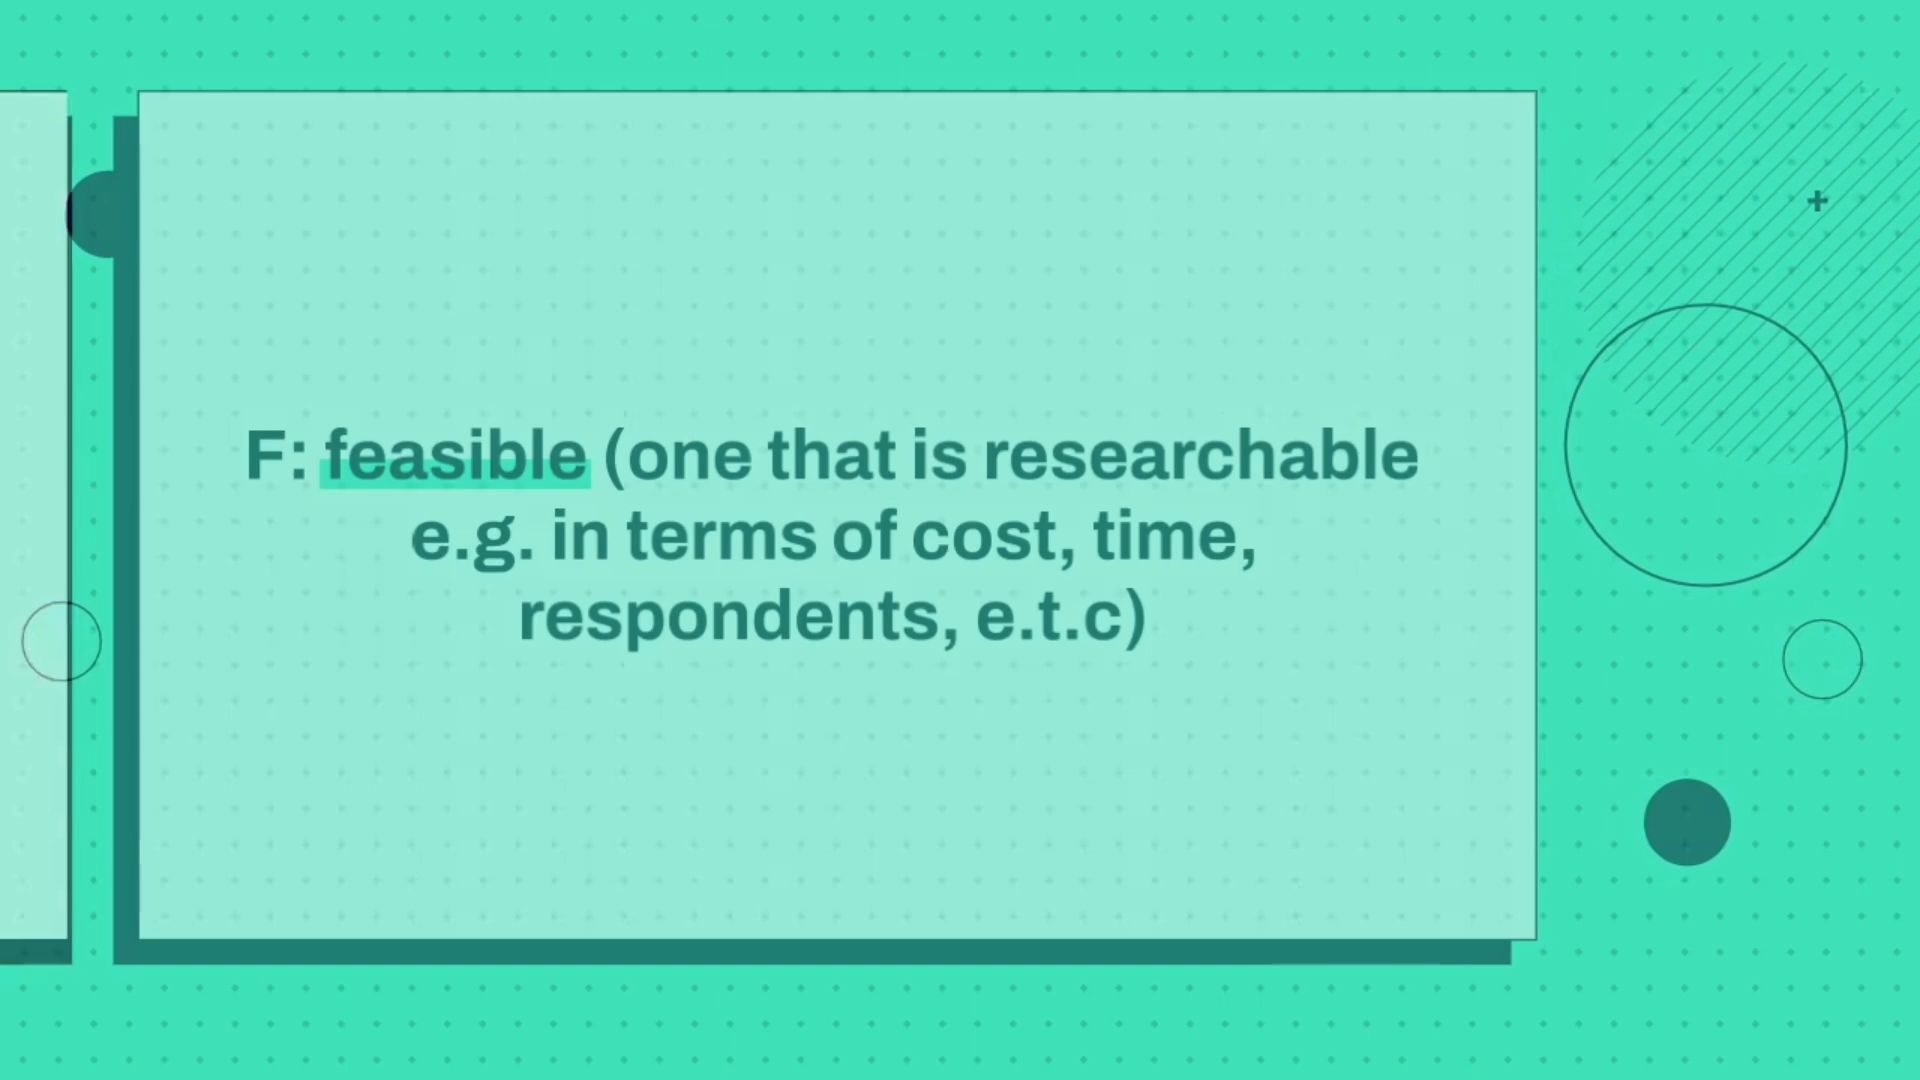 F: feasible (one that is researchable
e.g. in terms of cost, time,
respondents, e.t.c)